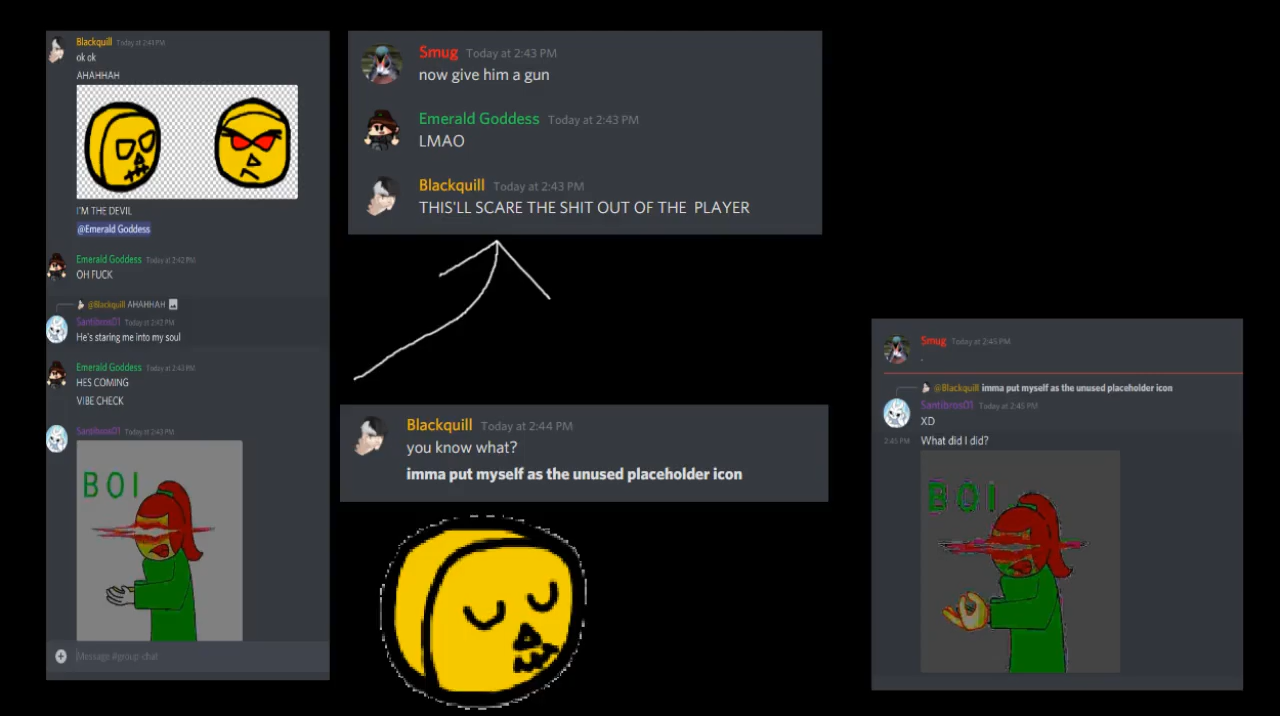 Blackquill Today at 2:41 PM
ok ok
AHAHHAH
I'M THE DEVIL
@Emerald Goddess
Emerald Goddess Today at 2:42 PM
OH FUCK
@Blackquill AHAHHAH
Santibros01 Today at 2:42 PM
He's staring me into my soul
Emerald Goddess Today at 2:43 PM
HES COMING
VIBE CHECK
Santibros01 Today at 2:43 PM
BOI
Message #group chat
Smug Today at 2:43 PM
now give him a gun
Emerald Goddess Today at 2:43 PM
LMAO
Blackquill Today at 2:43 PM
THIS'LL SCARE THE SHIT OUT OF THE PLAYER
Blackquill Today at 2:44 PM
you know what?
imma put myself as the unused placeholder icon
Smug Today at 2:45 PM
.
@Blackquill imma put myself as the unused placeholder icon
Santibros01 Today at 2:45 PM
XD
2:45 PM What did I did?
BOI